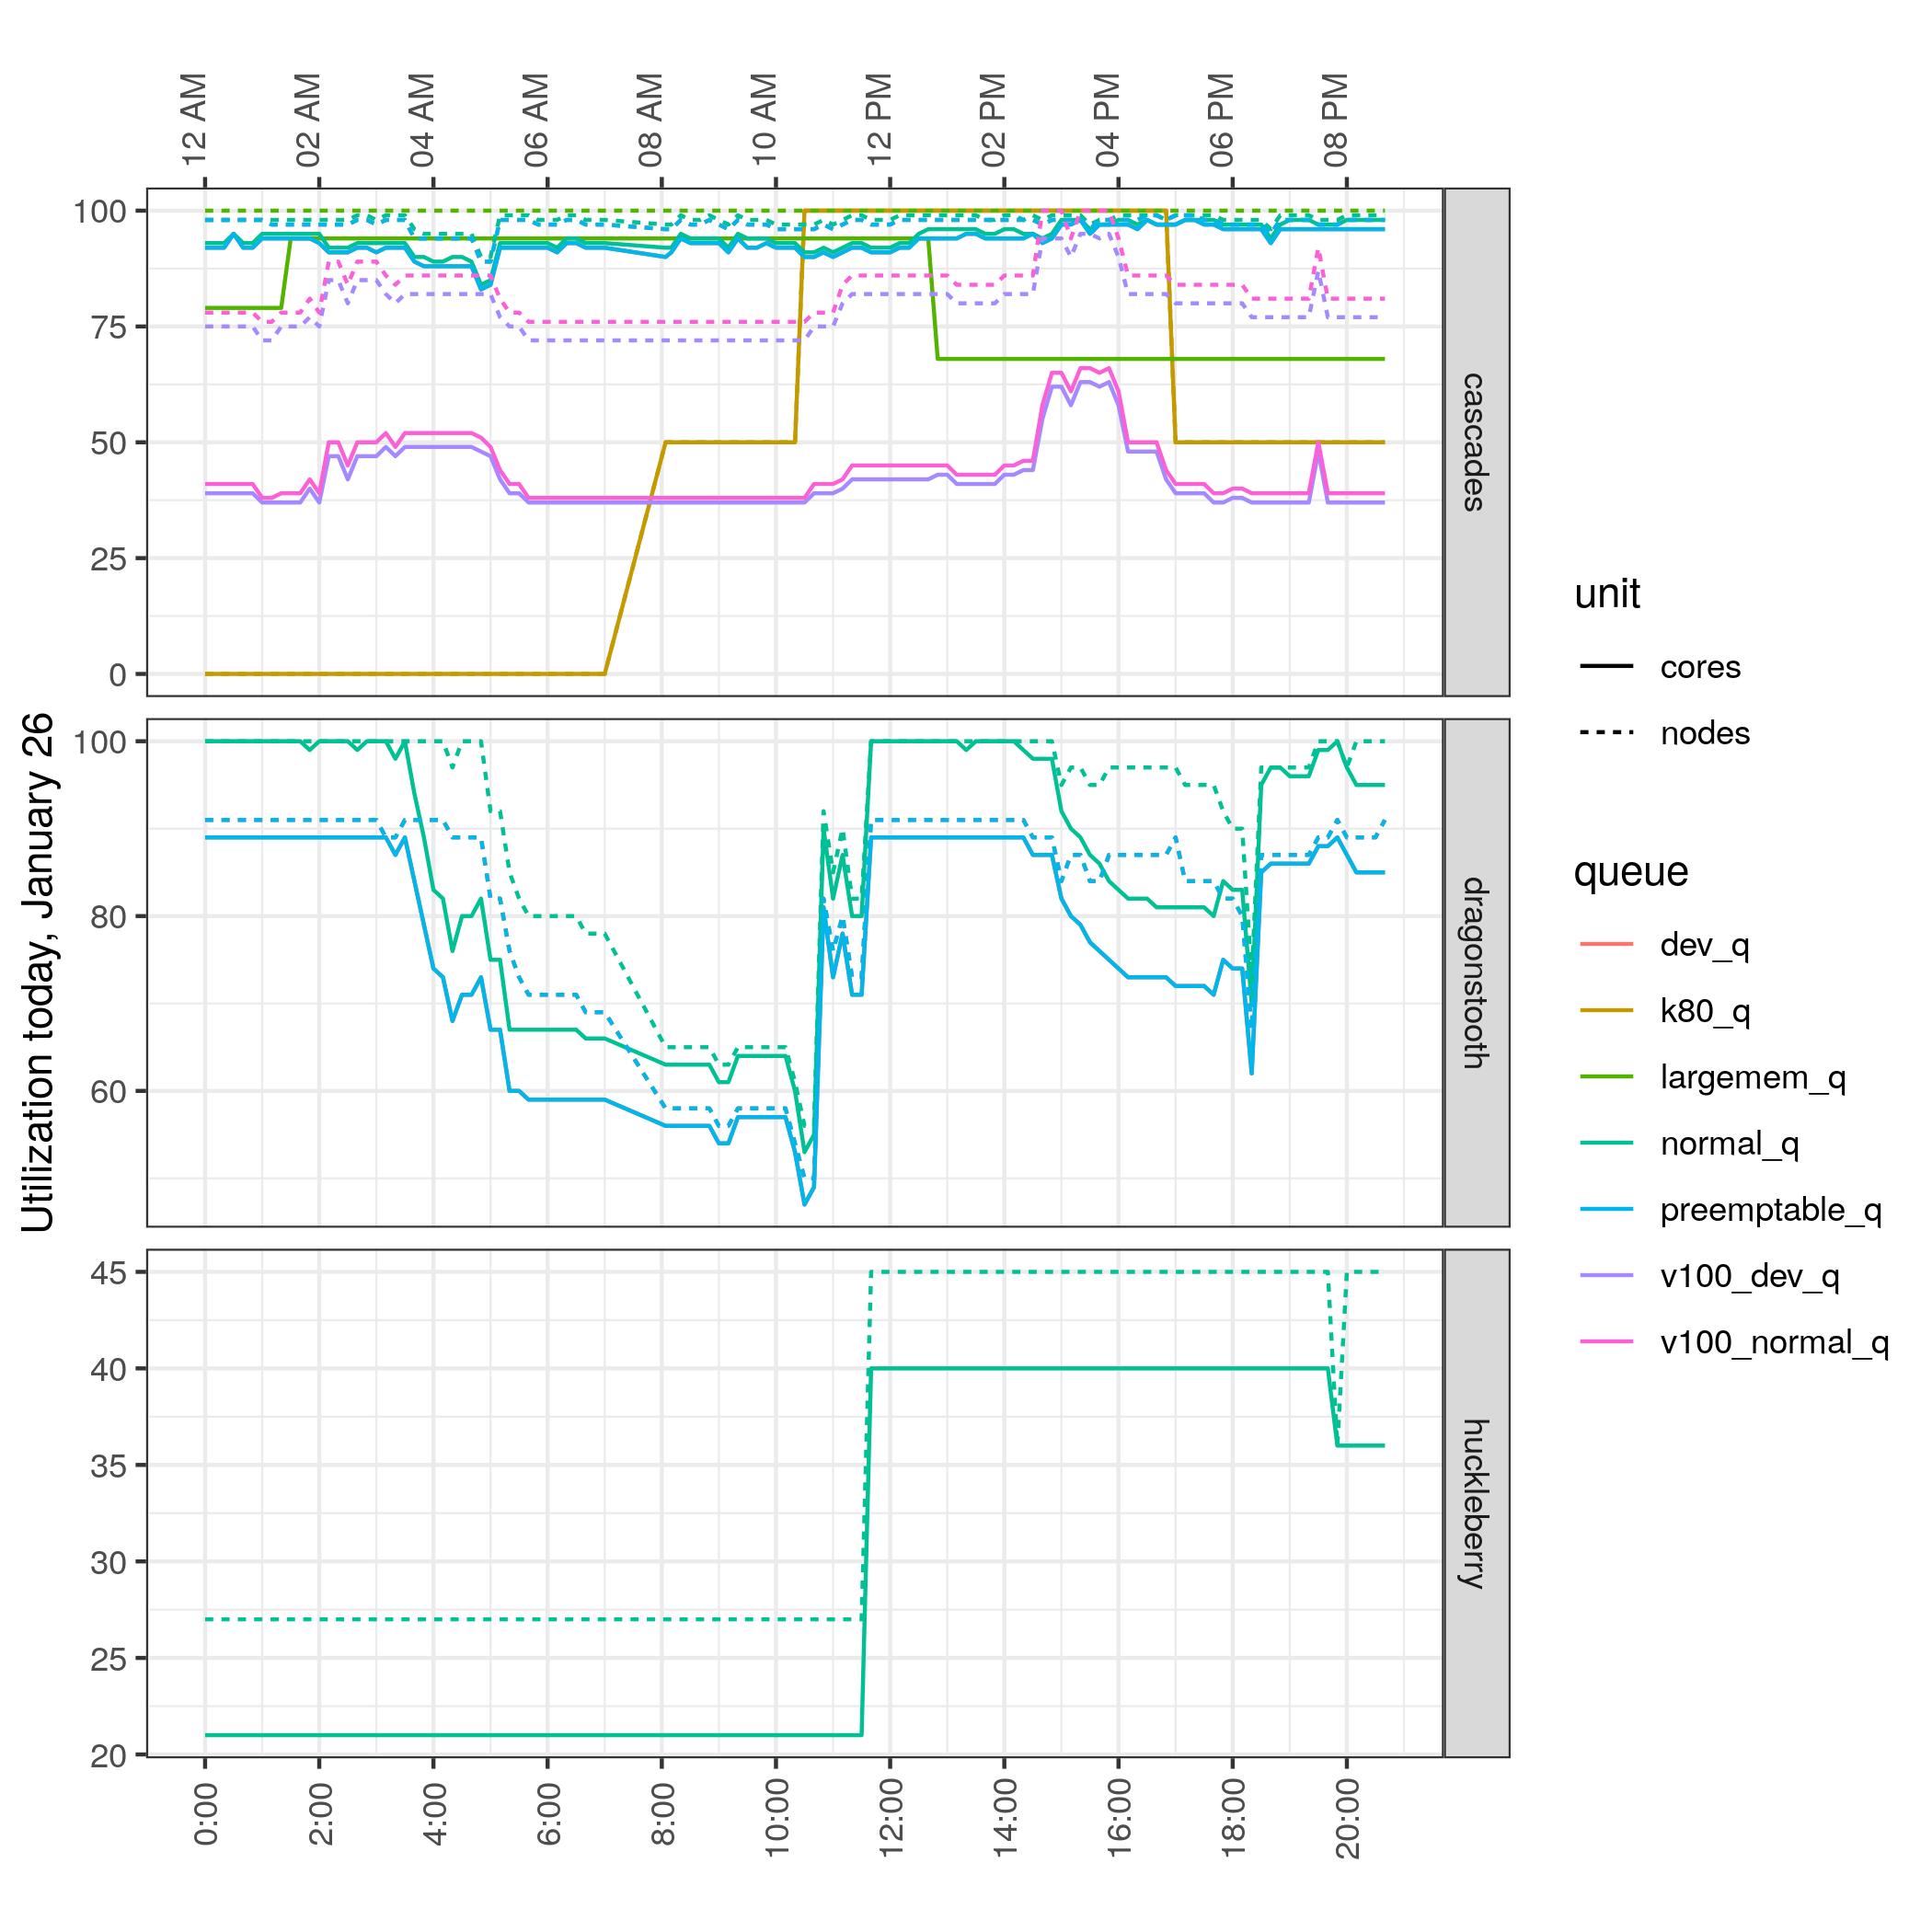 12 AM
02 AM
04 AM
06 AM
08 AM
10 AM
12 PM
02 PM
04 PM
06 PM
08 PM
Utilization today, January 26
100
75
50
25
0
cascades
100
80
60
dragonstooth
45
40
35
30
25
20
huckleberry
0:00
2:00
4:00
6:00
8:00
10:00
12:00
14:00
16:00
18:00
20:00
unit
cores
nodes
queue
dev_q
k80_q
largemem_q
normal_q
preemptable_q
v100_dev_q
v100_normal_q